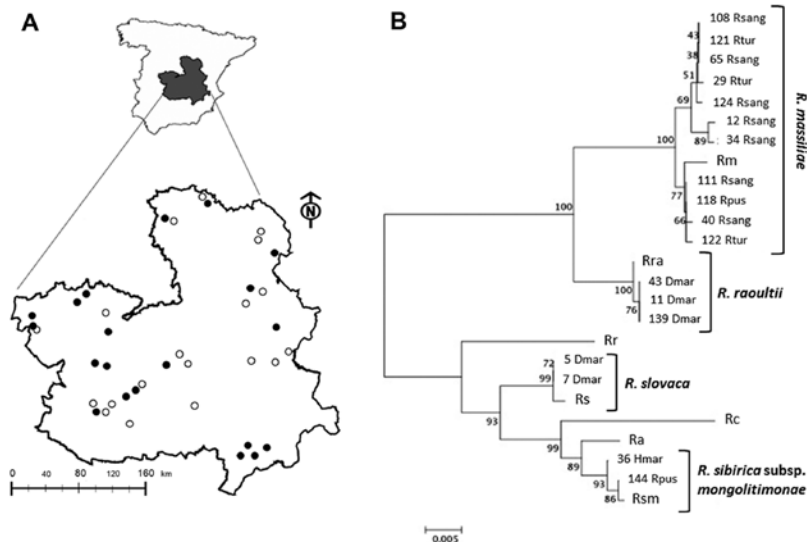 A
N
0 40 80 120 160 km
B
108 Rsang
43
121 Rtur
38
65 Rsang
51
29 Rtur
69
124 Rsang
12 Rsang
89
34 Rsang
100
Rm
111 Rsang
77
118 Rpus
66
40 Rsang
122 Rtur
R. massiliae
100
Rra
43 Dmar
100
11 Dmar
76
139 Dmar
R. raoultii
Rr
72
5 Dmar
99
7 Dmar
Rs
R. slovaca
93
Rc
99
Ra
89
36 Hmar
93
144 Rpus
86
Rsm
R. sibirica subsp.
mongolitimonae
0.005